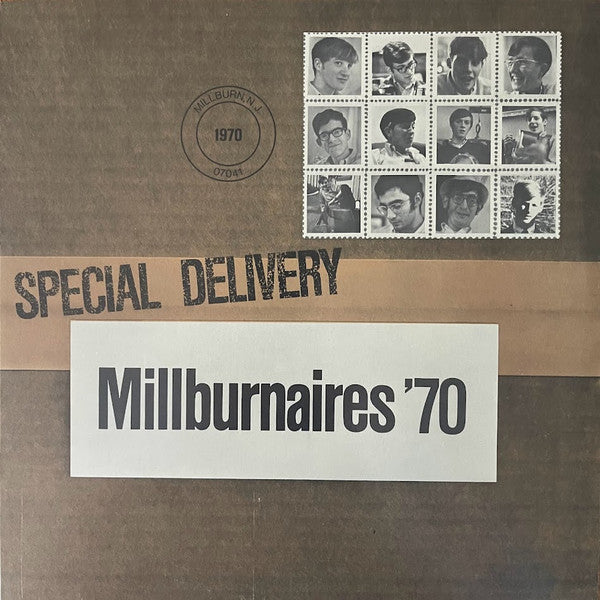 MILLBURN, N.J.
1970
07041
SPECIAL DELIVERY
Millburnaires '70